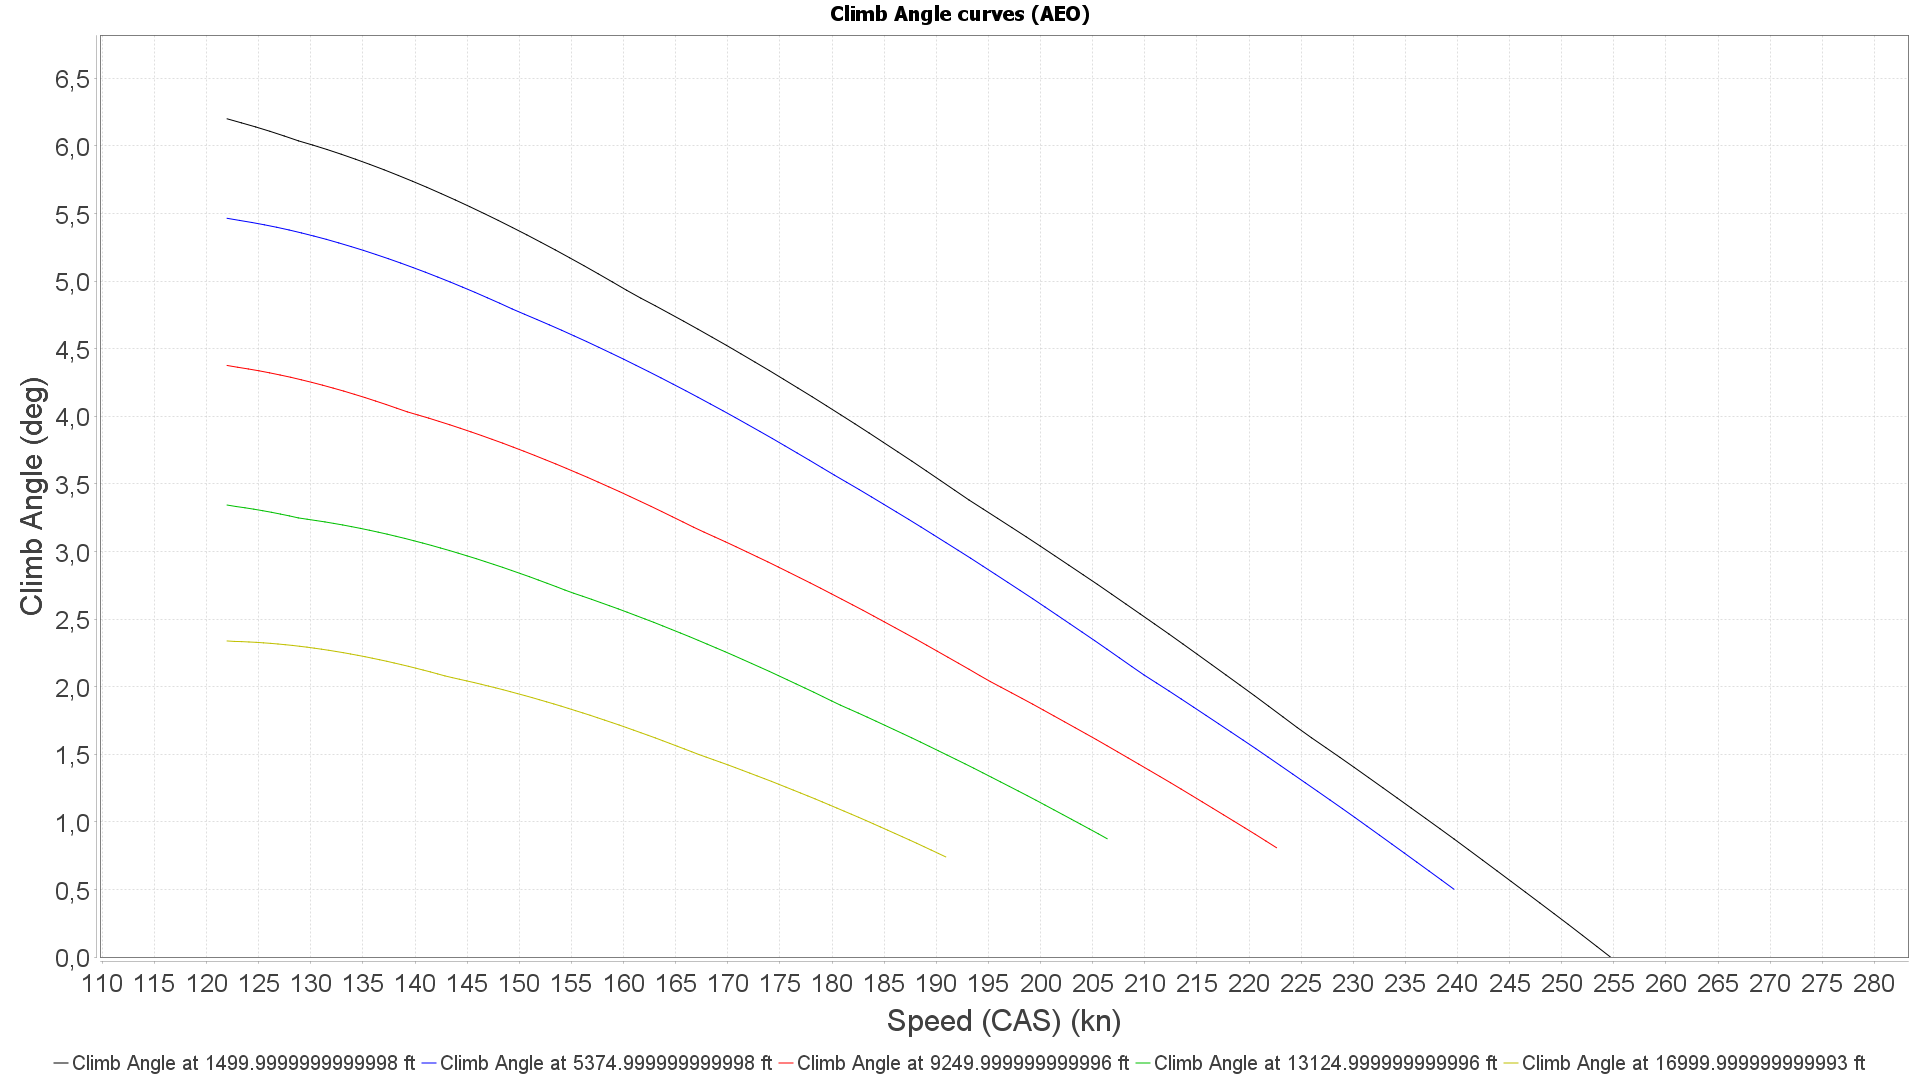 Climb Angle curves (AEO)
6,5
6,0
5,5
5,0
4,5
4,0
3,5
3,0
2,5
2,0
1,5
1,0
0,5
0,0
Climb Angle (deg)
110 115 120 125 130 135 140 145 150 155 160 165 170 175 180 185 190 195 200 205 210 215 220 225 230 235 240 245 250 255 260 265 270 275 280
Speed (CAS) (kn)
Climb Angle at 1499.9999999999998 ft Climb Angle at 5374.999999999998 ft Climb Angle at 9249.999999999996 ft Climb Angle at 13124.999999999996 ft Climb Angle at 16999.999999999993 ft